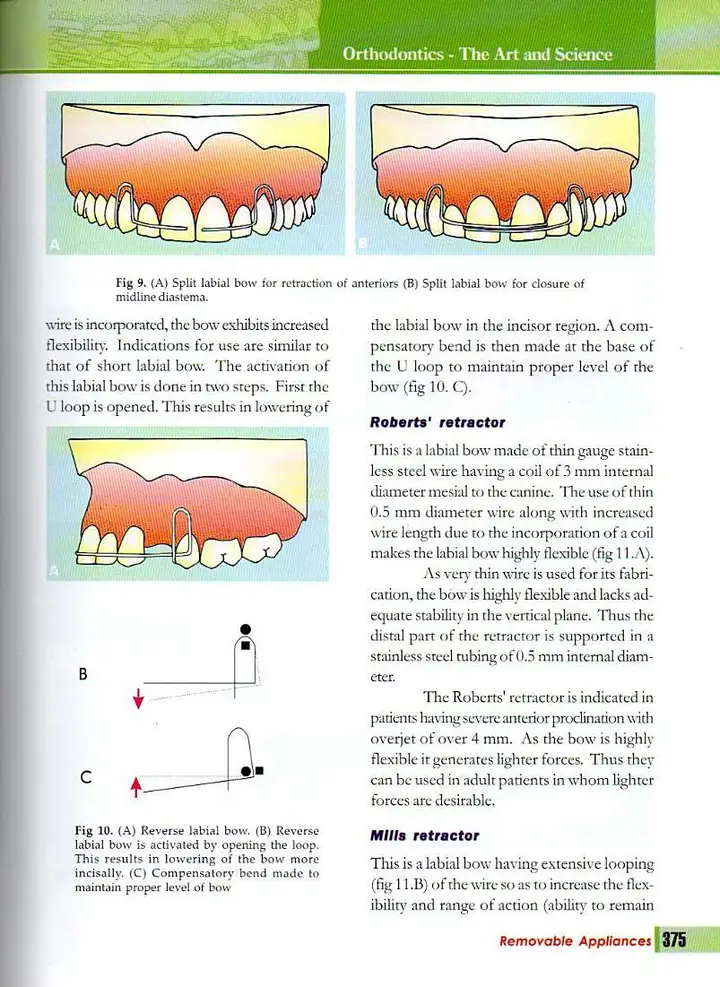 Orthodontics - The Art and Science
A
B
Fig 9. (A) Split labial bow for retraction of anteriors (B) Split labial bow for closure of
midline diastema.
wire is incorporated, the bow exhibits increased
flexibility. Indications for use are similar to
that of short labial bow. The activation of
this labial bow is done in two steps. First the
U loop is opened. This results in lowering of
A
B
C
Fig 10. (A) Reverse labial bow. (B) Reverse
labial bow is activated by opening the loop.
This results in lowering of the bow more
incisally. (C) Compensatory bend made to
maintain proper level of bow
the labial bow in the incisor region. A com-
pensatory bend is then made at the base of
the U loop to maintain proper level of the
bow (fig 10. C).
Roberts' retractor
This is a labial bow made of thin gauge stain-
less steel wire having a coil of 3 mm internal
diameter mesial to the canine. The use of thin
0.5 mm diameter wire along with increased
wire length due to the incorporation of a coil
makes the labial bow highly flexible (fig 11.A).
As very thin wire is used for its fabri-
cation, the bow is highly flexible and lacks ad-
equate stability in the vertical plane. Thus the
distal part of the retractor is supported in a
stainless steel tubing of 0.5 mm internal diam-
eter.
The Roberts' retractor is indicated in
patients having severe anterior proclination with
overjet of over 4 mm. As the bow is highly
flexible it generates lighter forces. Thus they
can be used in adult patients in whom lighter
forces are desirable.
Mills retractor
This is a labial bow having extensive looping
(fig 11.B) of the wire so as to increase the flex-
ibility and range of action (ability to remain
Removable Appliances 375